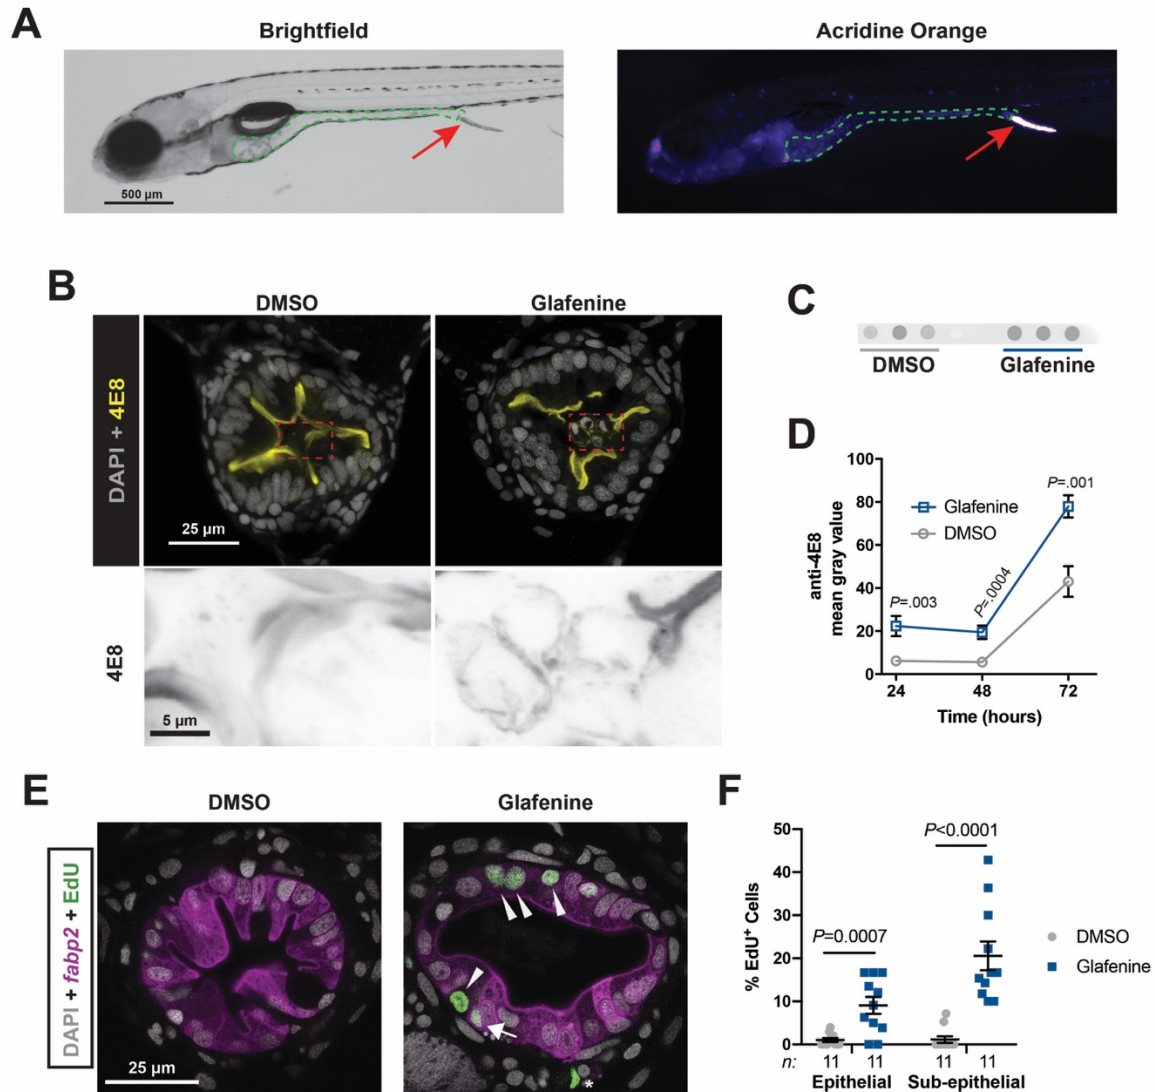 A
Brightfield
Acridine Orange
500 µm
B
DMSO
Glafenine
DAPI + 4E8
25 µm
4E8
5 µm
C
DMSO
Glafenine
D
100
80
60
40
20
0
anti-4E8
mean gray value
Glafenine
DMSO
P=.003
P=.0004
P=.001
24
48
72
Time (hours)
E
DMSO
Glafenine
DAPI + fabp2 + EdU
25 µm
*
F
50
40
30
20
10
0
% EdU⁺ Cells
P<0.0001
P=0.0007
DMSO
Glafenine
n: 11 11 11 11
Epithelial Sub-epithelial